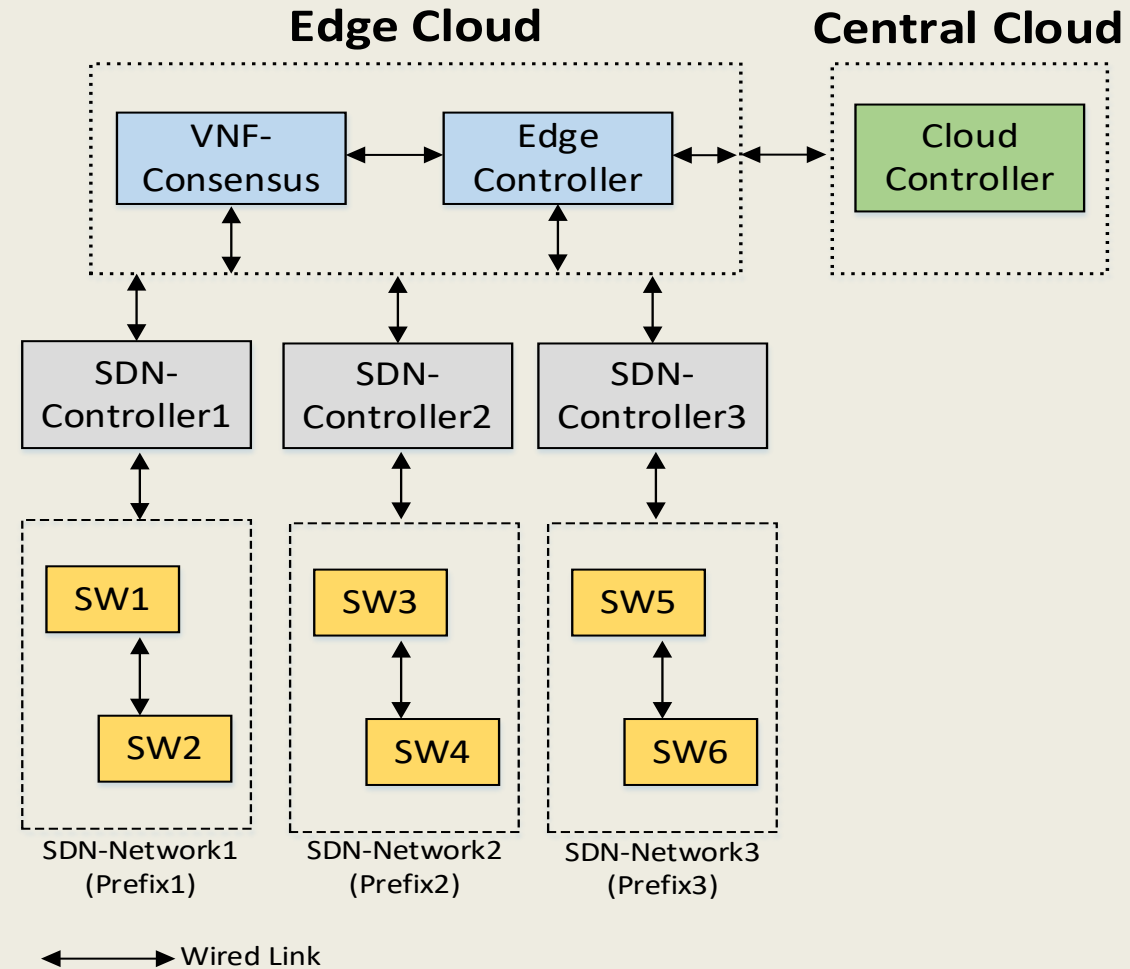 Edge Cloud
Central Cloud
VNF-
Consensus
Edge
Controller
Cloud
Controller
SDN-
Controller1
SDN-
Controller2
SDN-
Controller3
SW1
SW2
SW3
SW4
SW5
SW6
SDN-Network1
(Prefix1)
SDN-Network2
(Prefix2)
SDN-Network3
(Prefix3)
Wired Link